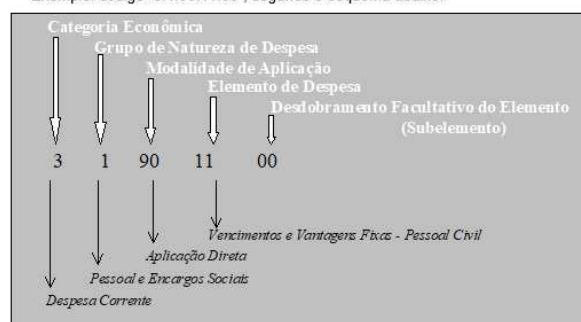 Categoria Econômica
Grupo de Natureza de Despesa
Modalidade de Aplicação
Elemento de Despesa
Desdobramento Facultativo do Elemento
(Subelemento)
3 1 90 11 00
Vencimentos e Vantagens Fixas - Pessoal Civil
Aplicação Direta
Pessoal e Encargos Sociais
Despesa Corrente